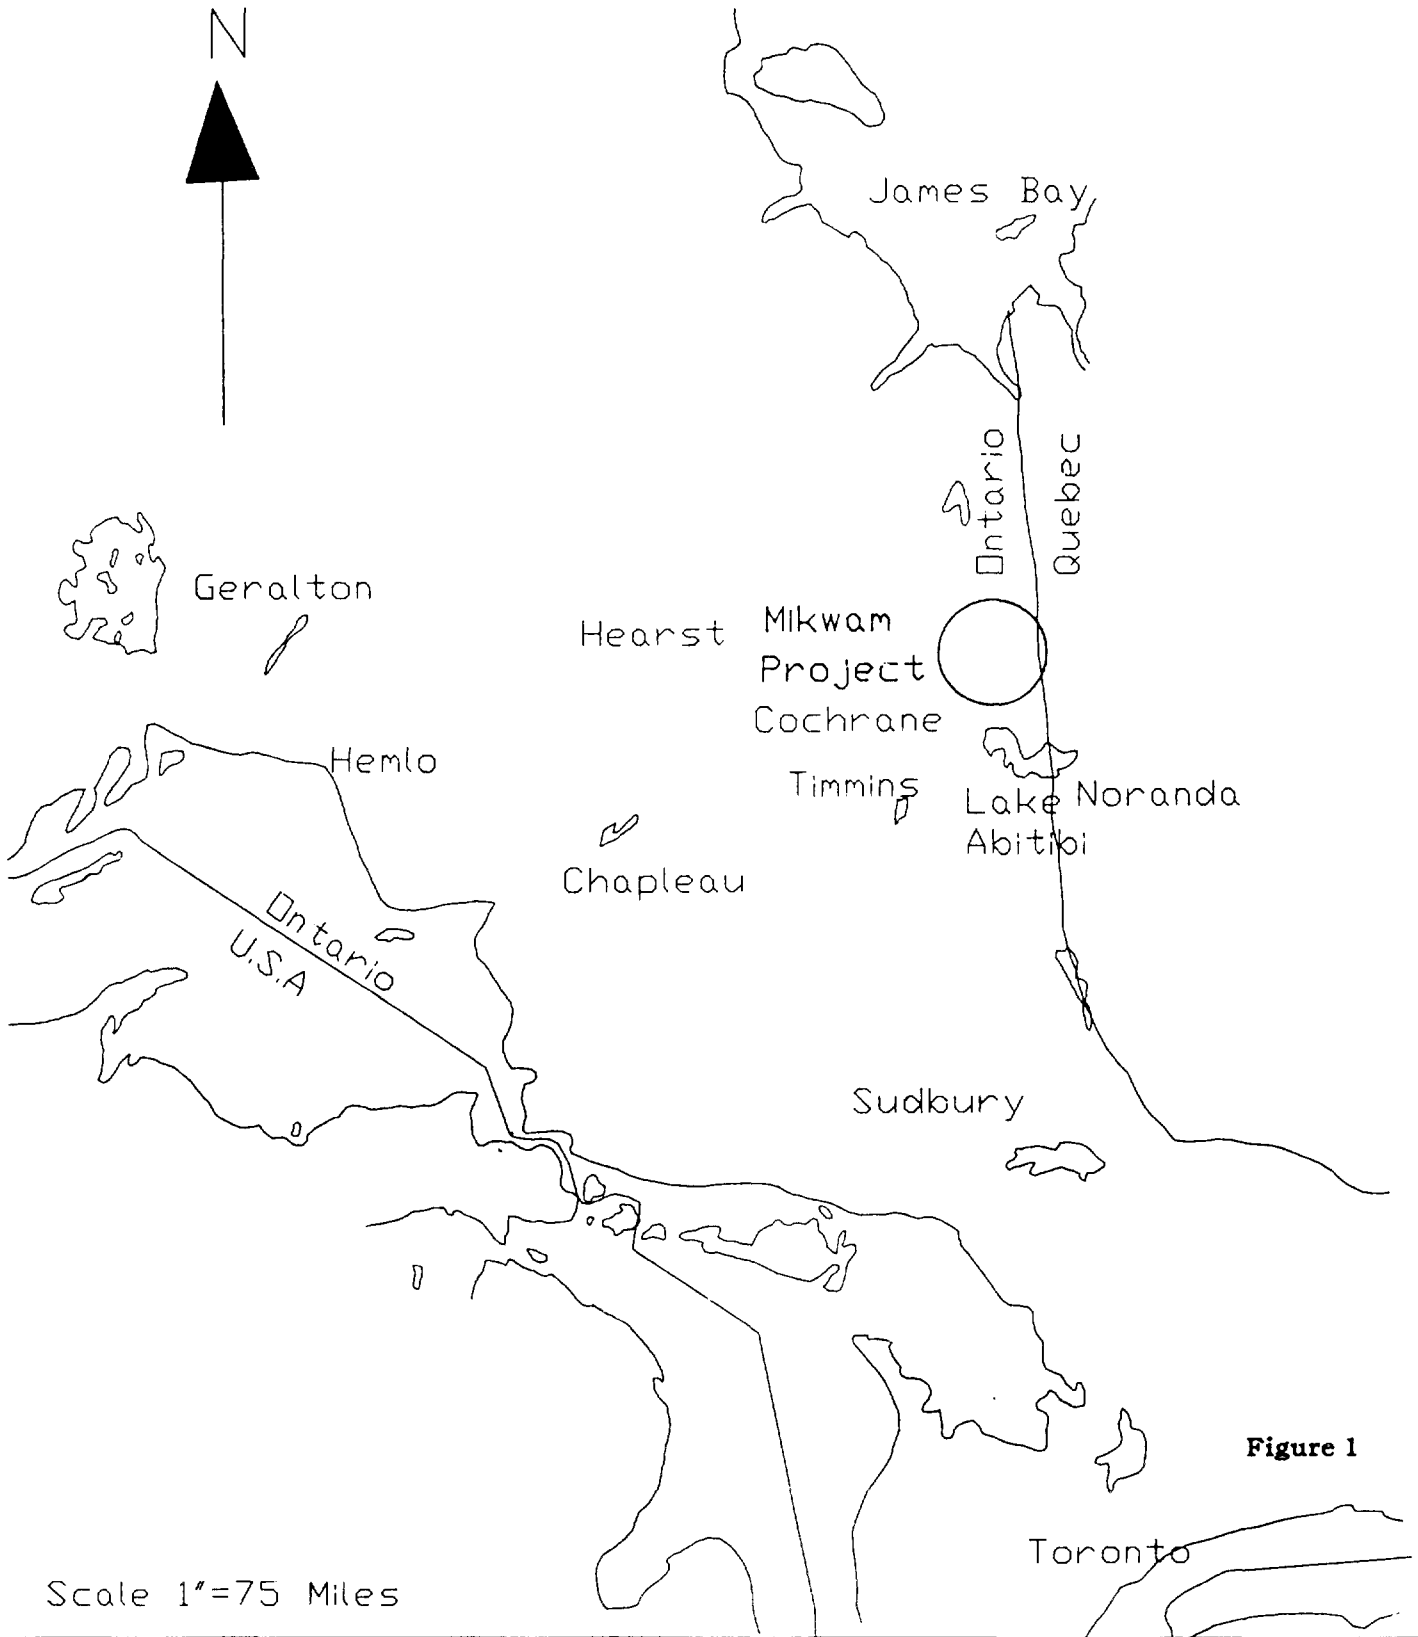 N
James Bay
Ontario
Quebec
Geralton
Hearst
Mikwam
Project
Cochrane
Hemlo
Timmins
Lake
Abitibi
Noranda
Chapleau
Ontario
U.S.A
Sudbury
Figure 1
Toronto
Scale 1"=75 Miles